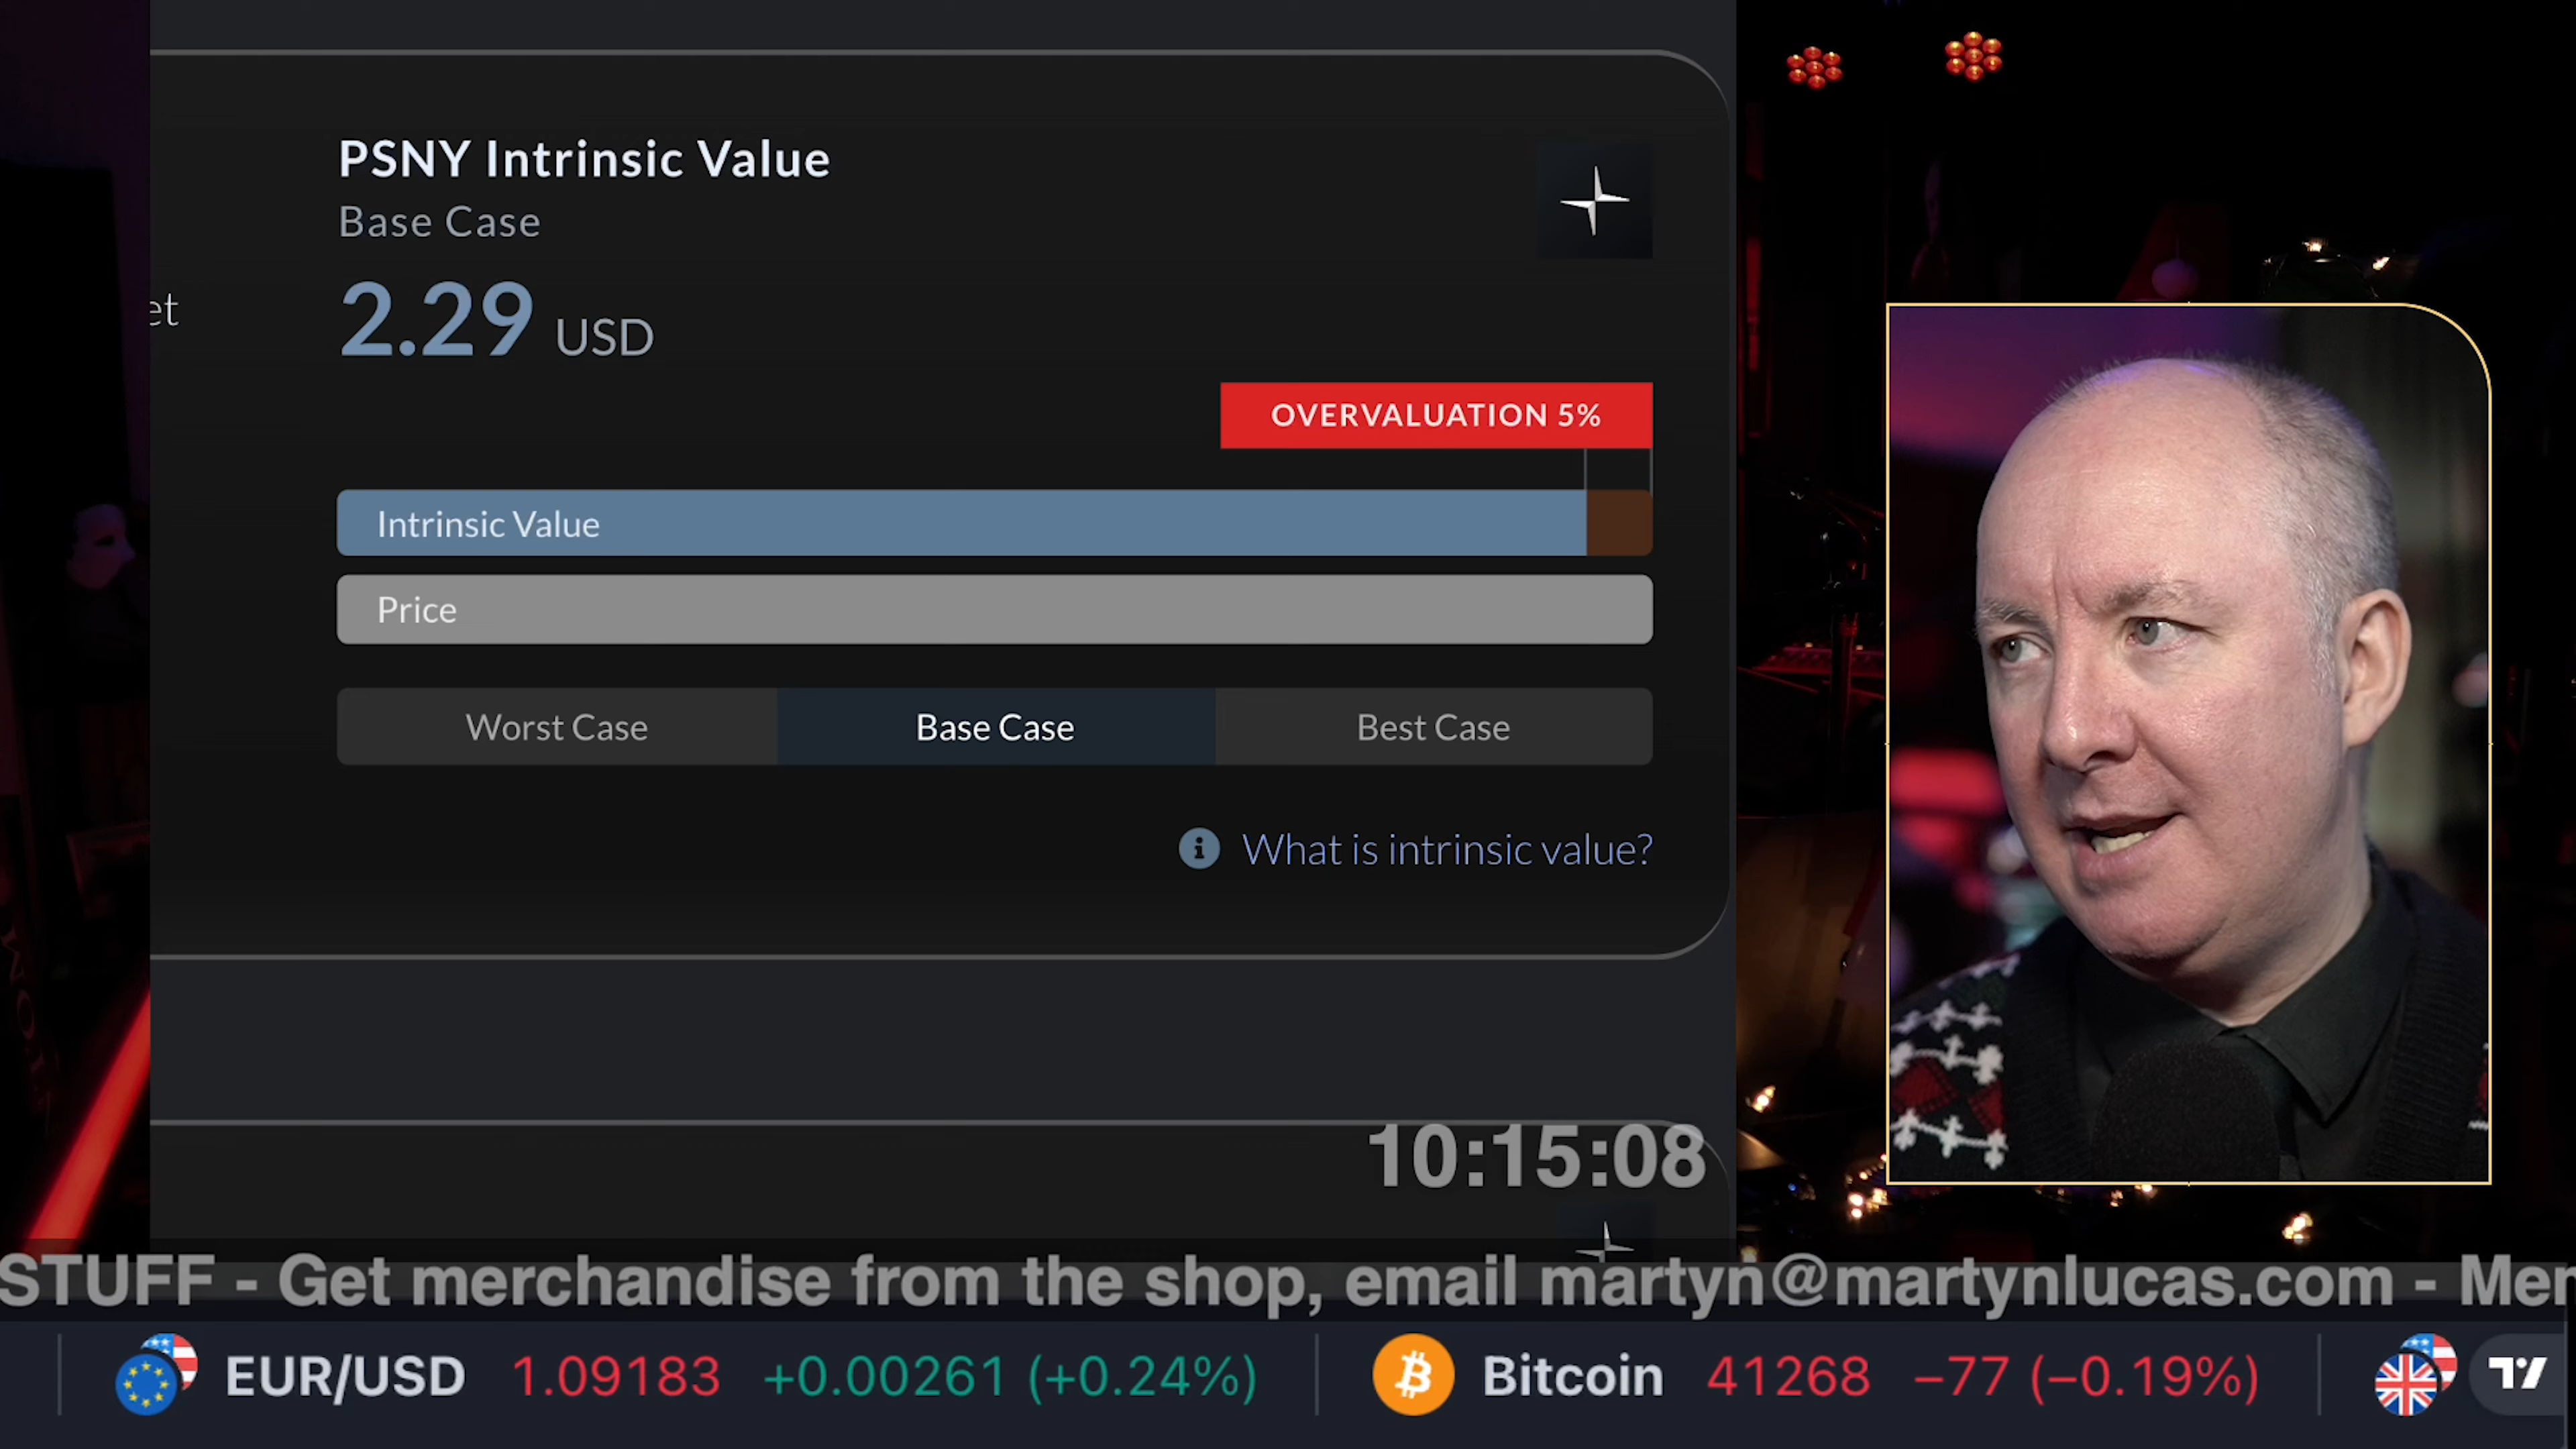 PSNY Intrinsic Value
Base Case
et
2.29 USD
OVERVALUATION 5%
Intrinsic Value
Price
Worst Case
Base Case
Best Case
What is intrinsic value?
10:15:08
STUFF - Get merchandise from the shop, email martyn@martynlucas.com - Mer
EUR/USD 1.09183 +0.00261 (+0.24%) Bitcoin 41268 −77 (−0.19%)